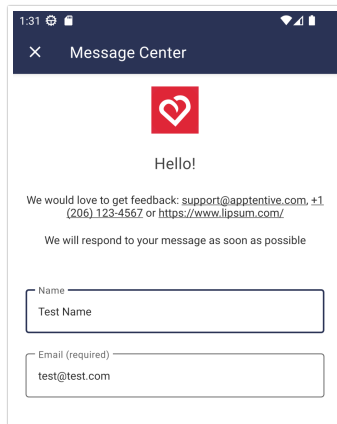 1:31
Message Center
Hello!
We would love to get feedback: support@apptentive.com, +1
(206) 123-4567 or https://www.lipsum.com/
We will respond to your message as soon as possible
Name
Test Name
Email (required)
test@test.com